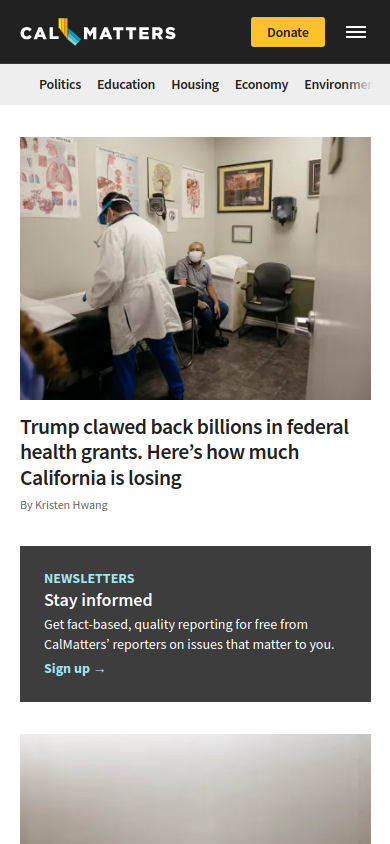 CAL MATTERS
Donate
Politics Education Housing Economy Environmen
Trump clawed back billions in federal
health grants. Here’s how much
California is losing
By Kristen Hwang
NEWSLETTERS
Stay informed
Get fact-based, quality reporting for free from
CalMatters’ reporters on issues that matter to you.
Sign up →